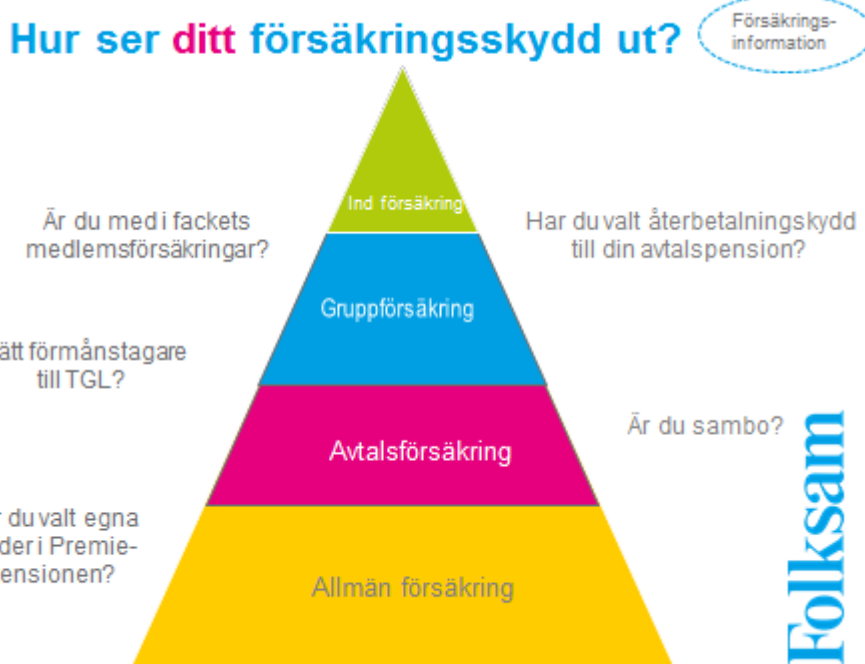 Hur ser ditt försäkringsskydd ut?
Försäkrings-
information
Ind försäkring
Är du med i fackets
medlemsförsäkringar?
Har du valt återbetalningskydd
till din avtalspension?
Gruppförsäkring
förmånstagare
till TGL?
Är du sambo?
Avtalsförsäkring
du valt egna
i Premie-
Allmän försäkring
Folksam